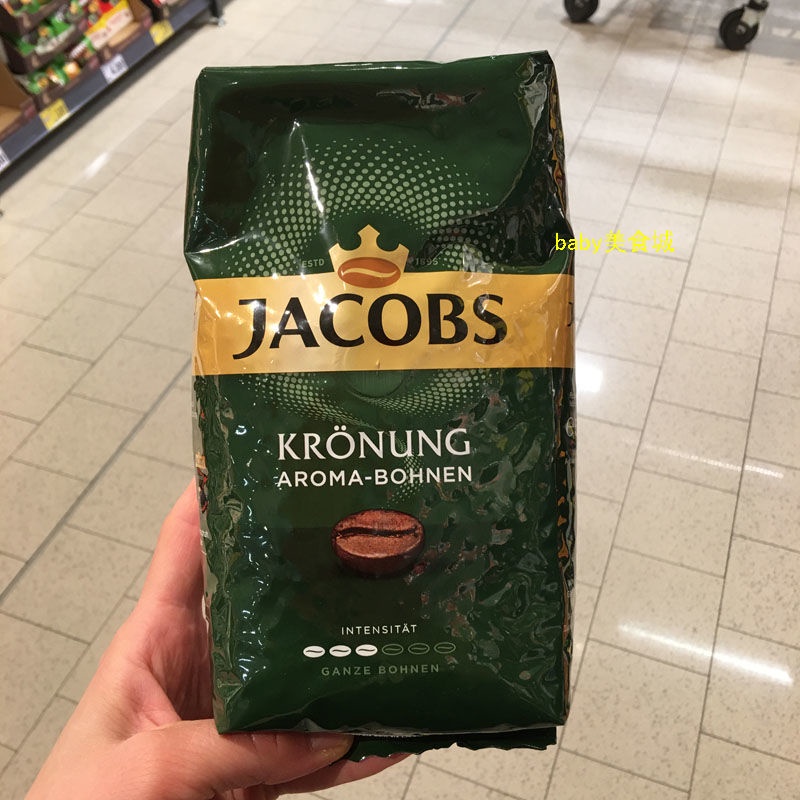 baby美食城
ESTD 1895
JACOBS
KRÖNUNG
AROMA-BOHNEN
INTENSITÄT
GANZE BOHNEN